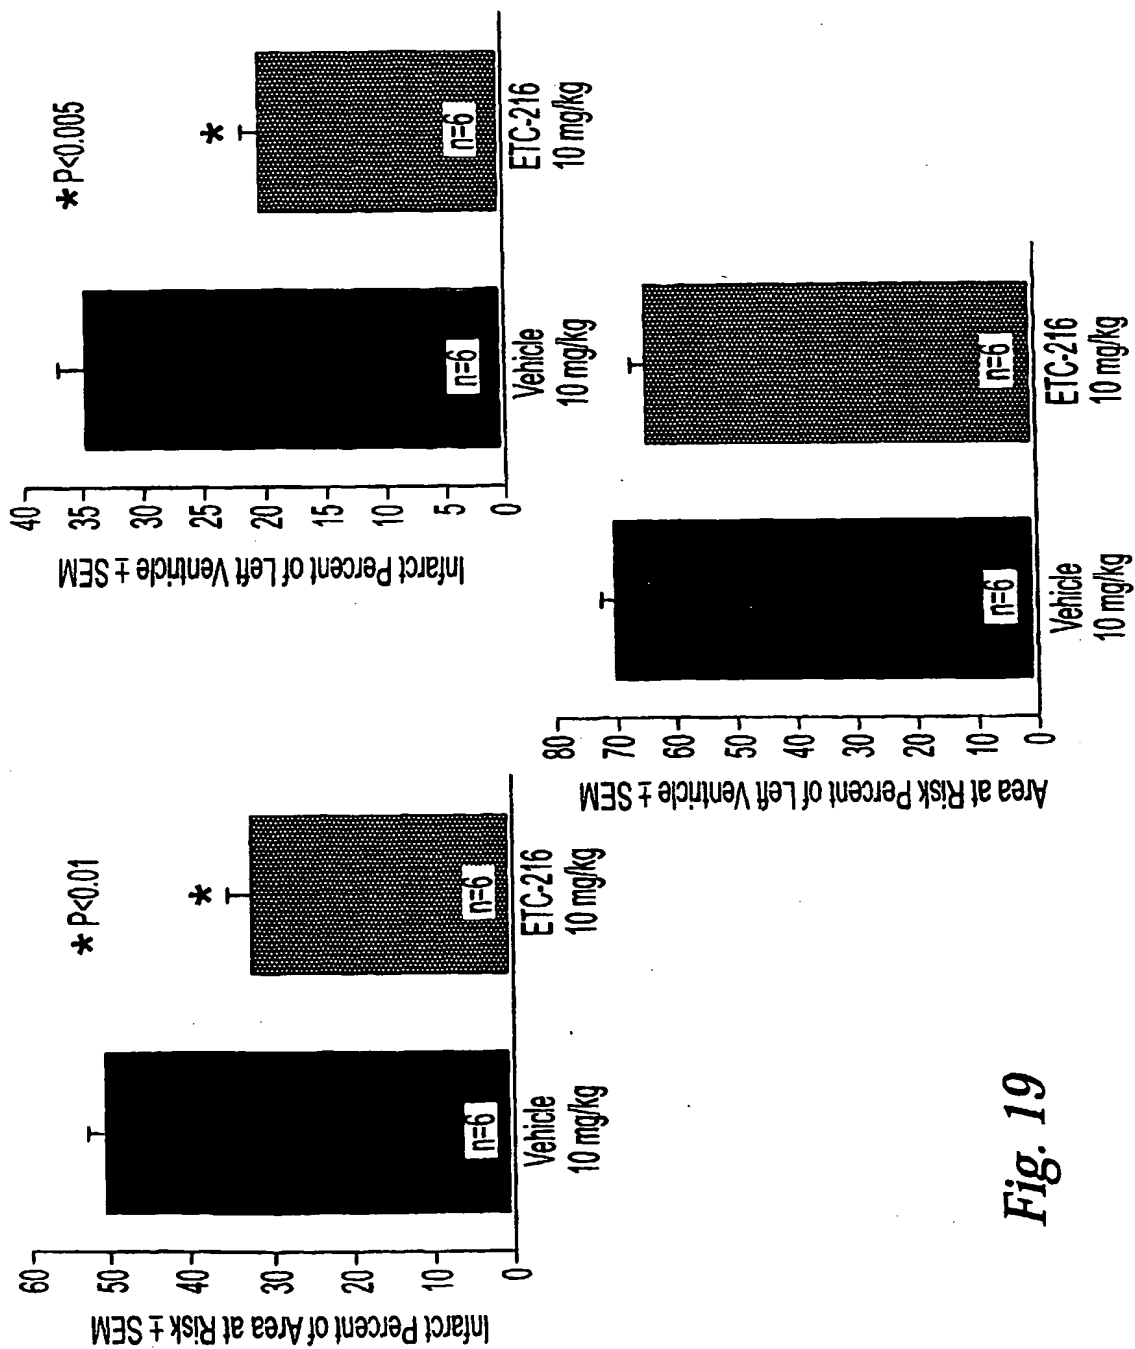 Infarct Percent of Area at Risk ± SEM
60
50
40
30
20
10
0
* P<0.01
*
n=6
n=6
Vehicle
10 mg/kg
ETC-216
10 mg/kg
Infarct Percent of Left Ventricle ± SEM
40
35
30
25
20
15
10
5
0
* P<0.005
*
n=6
n=6
Vehicle
10 mg/kg
ETC-216
10 mg/kg
Area at Risk Percent of Left Ventricle ± SEM
80
70
60
50
40
30
20
10
0
n=6
n=6
Vehicle
10 mg/kg
ETC-216
10 mg/kg
Fig. 19